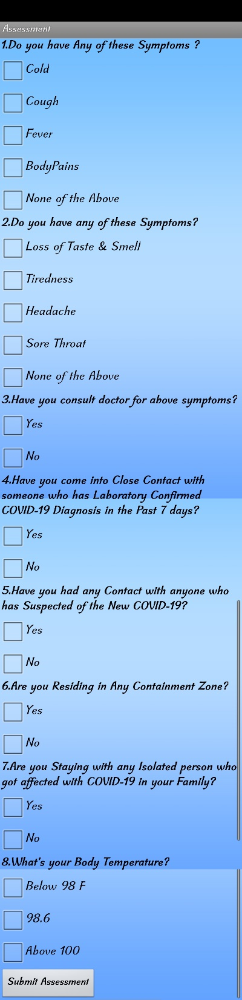 Assessment
1.Do you have Any of these Symptoms ?
Cold
Cough
Fever
BodyPains
None of the Above
2.Do you have any of these Symptoms?
Loss of Taste & Smell
Tiredness
Headache
Sore Throat
None of the Above
3.Have you consult doctor for above symptoms?
Yes
No
4.Have you come into Close Contact with
someone who has Laboratory Confirmed
COVID-19 Diagnosis in the Past 7 days?
Yes
No
5.Have you had any Contact with anyone who
has Suspected of the New COVID-19?
Yes
No
6.Are you Residing in Any Containment Zone?
Yes
No
7.Are you Staying with any Isolated person who
got affected with COVID-19 in your Family?
Yes
No
8.What's your Body Temperature?
Below 98 F
98.6
Above 100
Submit Assessment